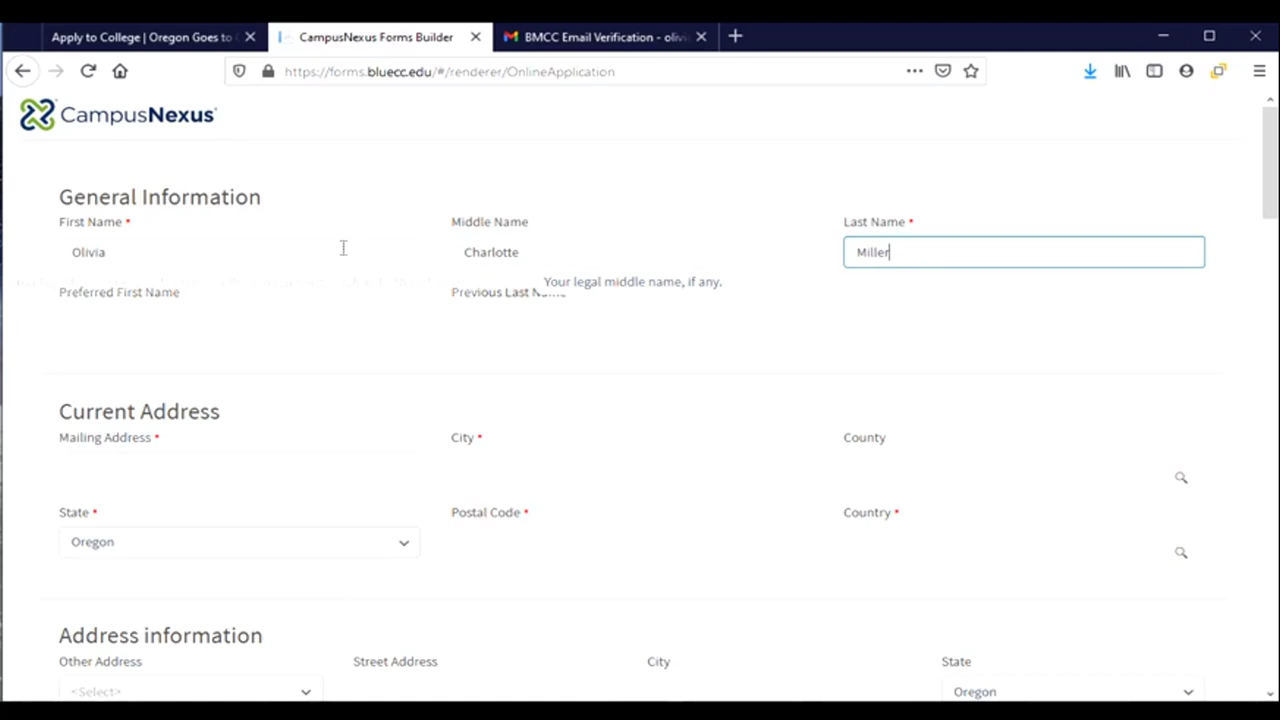 Apply to College | Oregon Goes to
CampusNexus Forms Builder
BMCC Email Verification - olivi
https://forms.bluecc.edu/#/renderer/OnlineApplication
CampusNexus
General Information
First Name *
Middle Name
Last Name *
Olivia
Charlotte
Miller
Your legal middle name, if any.
Preferred First Name
Previous Last
Current Address
Mailing Address *
City *
County
State *
Postal Code *
Country *
Oregon
Address information
Other Address
Street Address
City
State
<Select>
Oregon